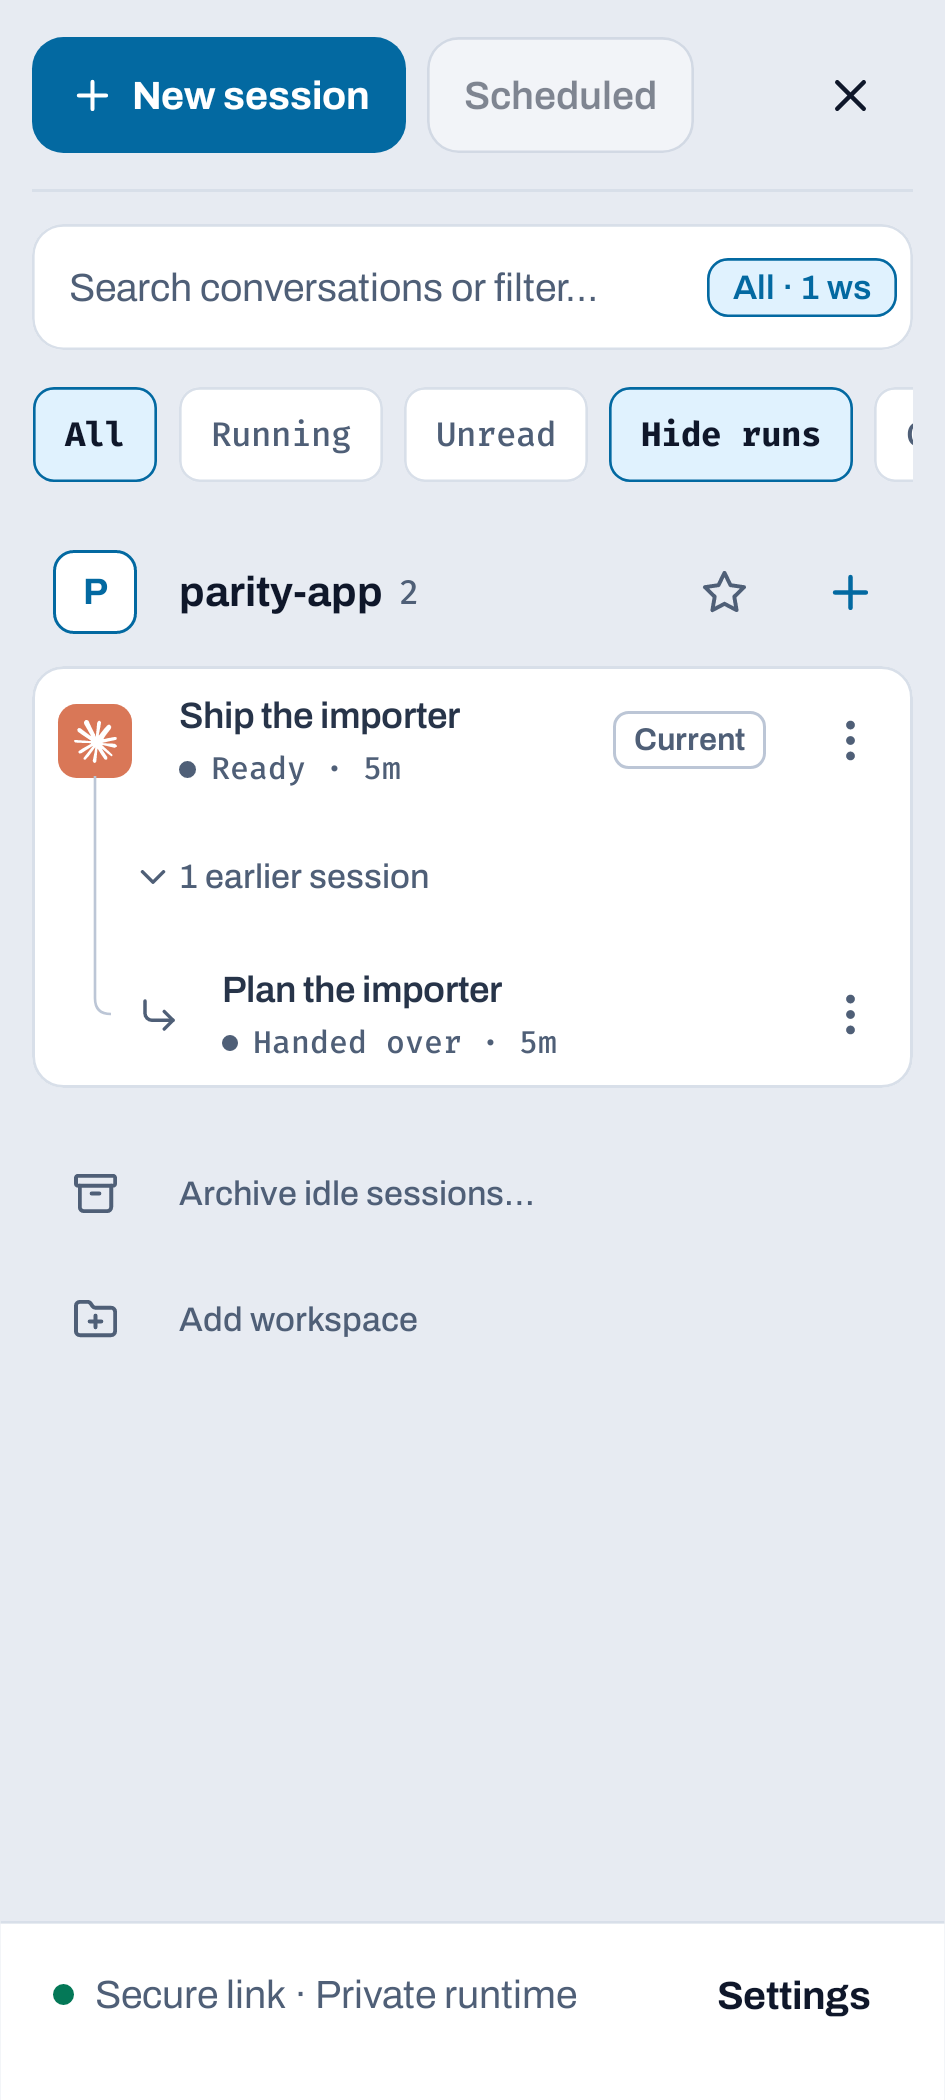 New session
Scheduled
Search conversations or filter...
All · 1 ws
All
Running
Unread
Hide runs
P
parity-app 2
Ship the importer
Ready · 5m
Current
1 earlier session
Plan the importer
Handed over · 5m
Archive idle sessions...
Add workspace
Secure link · Private runtime
Settings